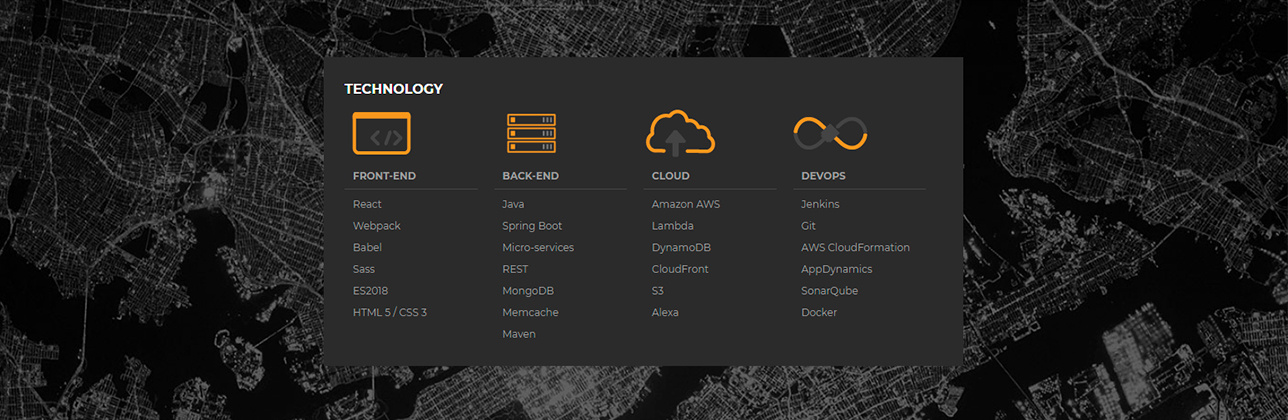 TECHNOLOGY
FRONT-END
React
Webpack
Babel
Sass
ES2018
HTML 5 / CSS 3
BACK-END
Java
Spring Boot
Micro-services
REST
MongoDB
Memcache
Maven
CLOUD
Amazon AWS
Lambda
DynamoDB
CloudFront
S3
Alexa
DEVOPS
Jenkins
Git
AWS CloudFormation
AppDynamics
SonarQube
Docker